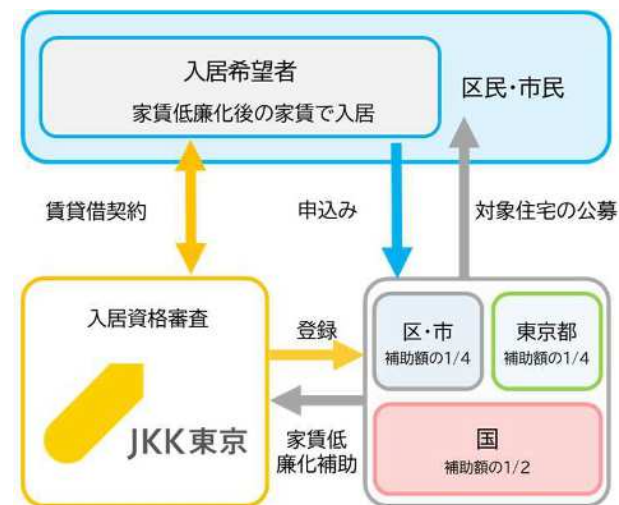 入居希望者
家賃低廉化後の家賃で入居
区民・市民
賃貸借契約
申込み
対象住宅の公募
入居資格審査
JKK東京
登録
家賃低
廉化補助
区・市
補助額の1/4
東京都
補助額の1/4
国
補助額の1/2